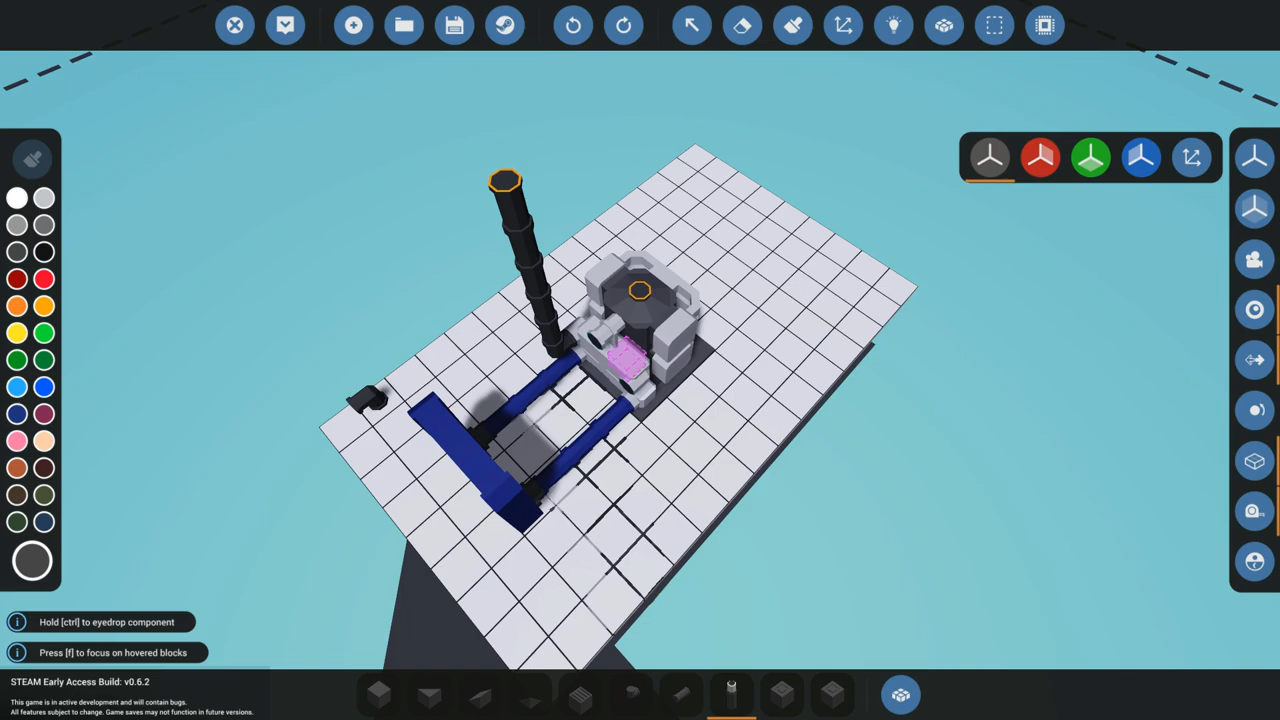 Hold [ctrl] to eyedrop component
Press [f] to focus on hovered blocks
STEAM Early Access Build: v0.6.2
This game is in active development and will contain bugs.
All features subject to change. Game saves may not function in future versions.